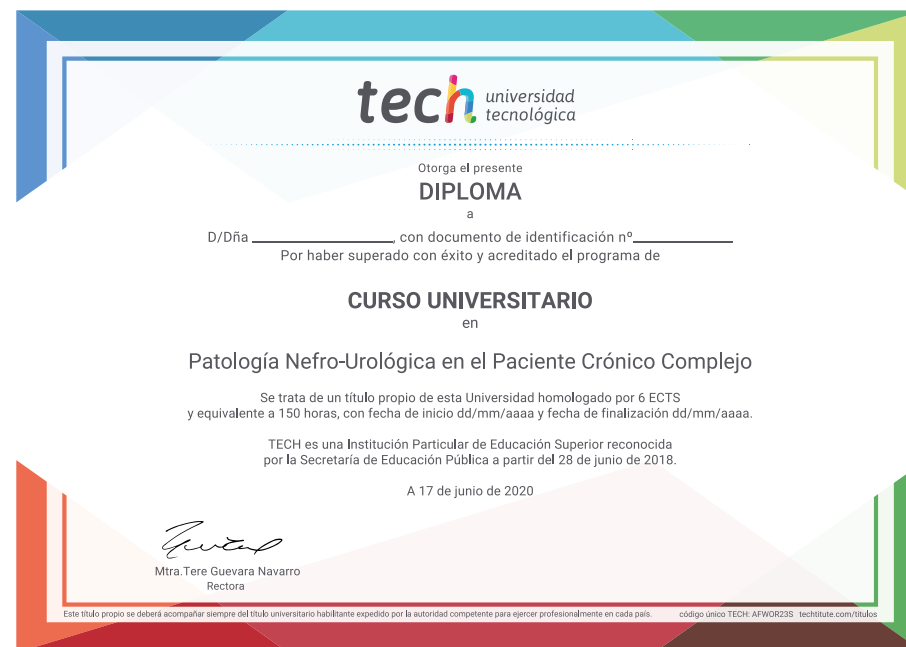 tech universidad
tecnológica
Otorga el presente
DIPLOMA
a
D/Dña ____________________, con documento de identificación nº______________
Por haber superado con éxito y acreditado el programa de
CURSO UNIVERSITARIO
en
Patología Nefro-Urológica en el Paciente Crónico Complejo
Se trata de un título propio de esta Universidad homologado por 6 ECTS
y equivalente a 150 horas, con fecha de inicio dd/mm/aaaa y fecha de finalización dd/mm/aaaa.
TECH es una Institución Particular de Educación Superior reconocida
por la Secretaría de Educación Pública a partir del 28 de junio de 2018.
A 17 de junio de 2020
Mtra.Tere Guevara Navarro
Rectora
Este título propio se deberá acompañar siempre del título universitario habilitante expedido por la autoridad competente para ejercer profesionalmente en cada país. código único TECH: AFWOR23S techtitute.com/títulos